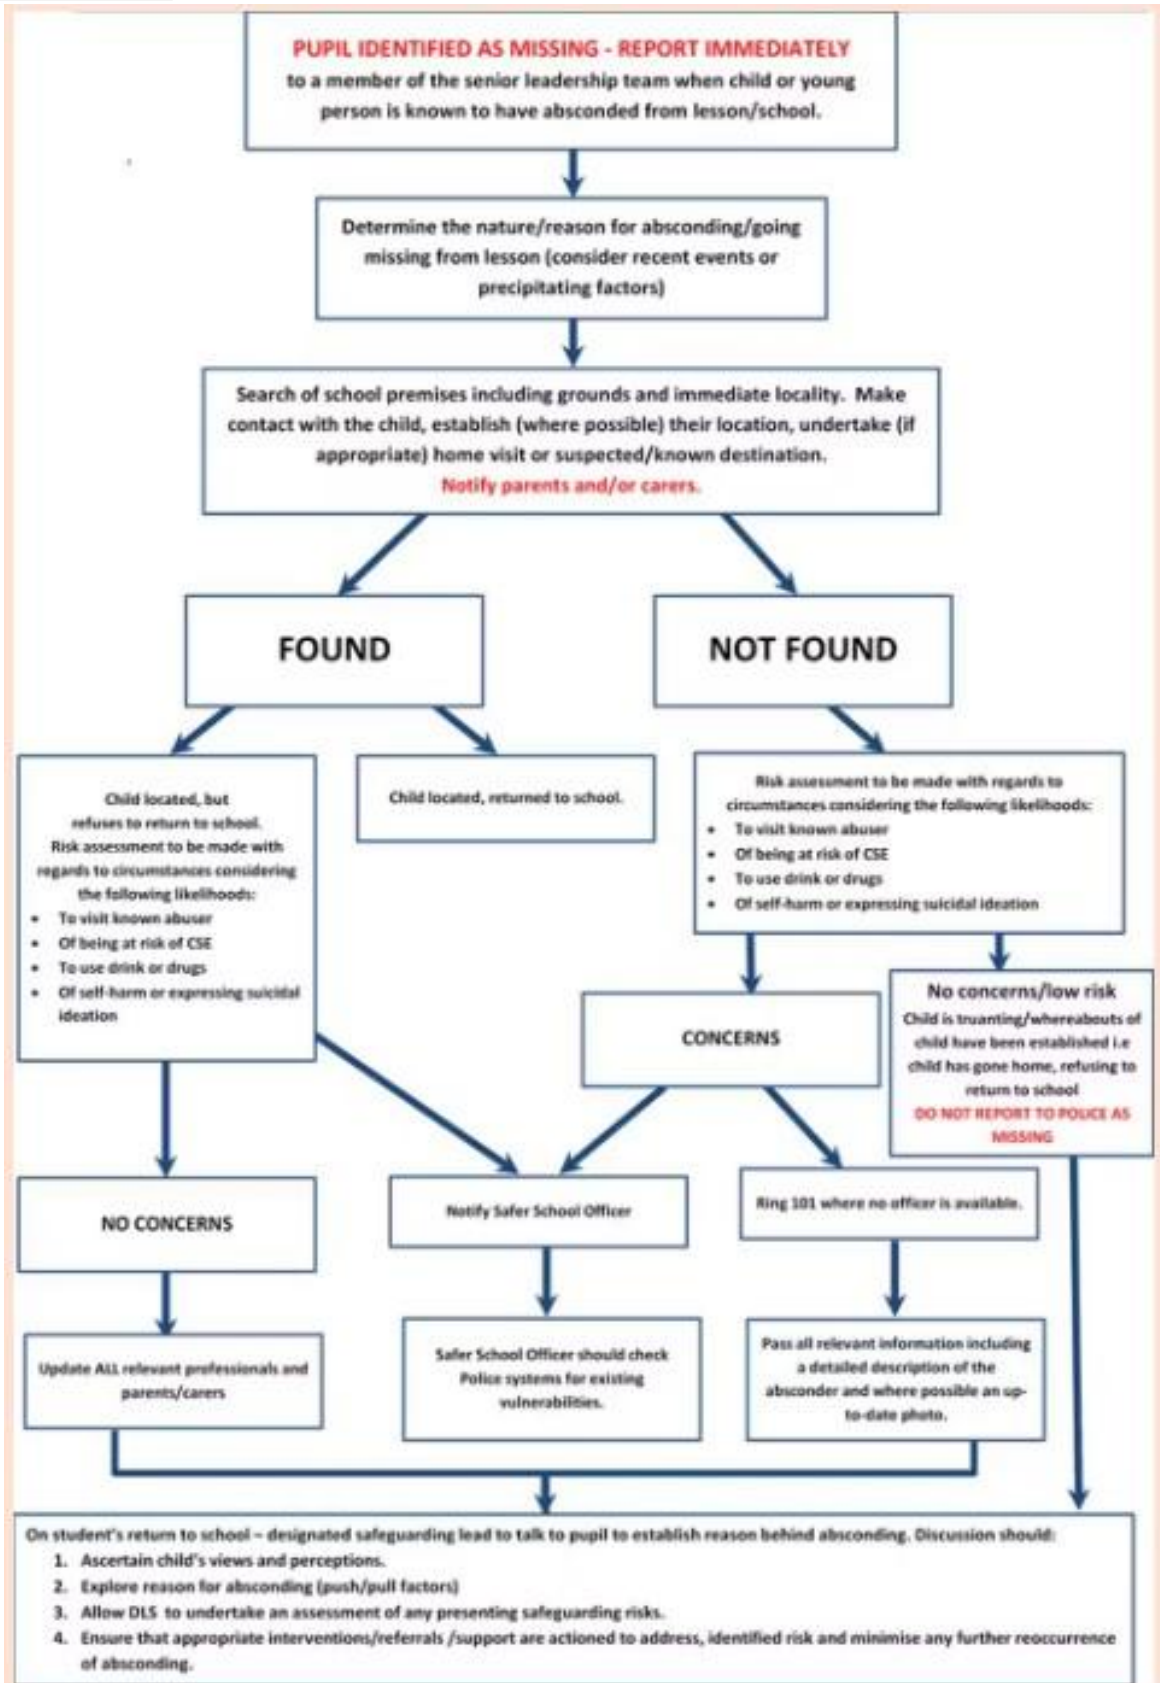 PUPIL IDENTIFIED AS MISSING - REPORT IMMEDIATELY
to a member of the senior leadership team when child or young
person is known to have absconded from lesson/school.
Determine the nature/reason for absconding/going
missing from lesson (consider recent events or
precipitating factors)
Search of school premises including grounds and immediate locality. Make
contact with the child, establish (where possible) their location, undertake (if
appropriate) home visit or suspected/known destination.
Notify parents and/or carers.
FOUND
NOT FOUND
Child located, but
refuses to return to school.
Risk assessment to be made with
regards to circumstances considering
the following likelihoods:
• To visit known abuser
• Of being at risk of CSE
• To use drink or drugs
• Of self-harm or expressing suicidal
ideation
Child located, returned to school.
Risk assessment to be made with regards to
circumstances considering the following likelihoods:
• To visit known abuser
• Of being at risk of CSE
• To use drink or drugs
• Of self-harm or expressing suicidal ideation
CONCERNS
No concerns/low risk
Child is truanting/whereabouts of
child have been established i.e
child has gone home, refusing to
return to school
DO NOT REPORT TO POLICE AS
MISSING
NO CONCERNS
Notify Safer School Officer
Ring 101 where no officer is available.
Update ALL relevant professionals and
parents/carers
Safer School Officer should check
Police systems for existing
vulnerabilities.
Pass all relevant information including
a detailed description of the
absconder and where possible an up-
to-date photo.
On student's return to school – designated safeguarding lead to talk to pupil to establish reason behind absconding. Discussion should:
1. Ascertain child's views and perceptions.
2. Explore reason for absconding (push/pull factors)
3. Allow DLS to undertake an assessment of any presenting safeguarding risks.
4. Ensure that appropriate interventions/referrals /support are actioned to address, identified risk and minimise any further reoccurrence
of absconding.